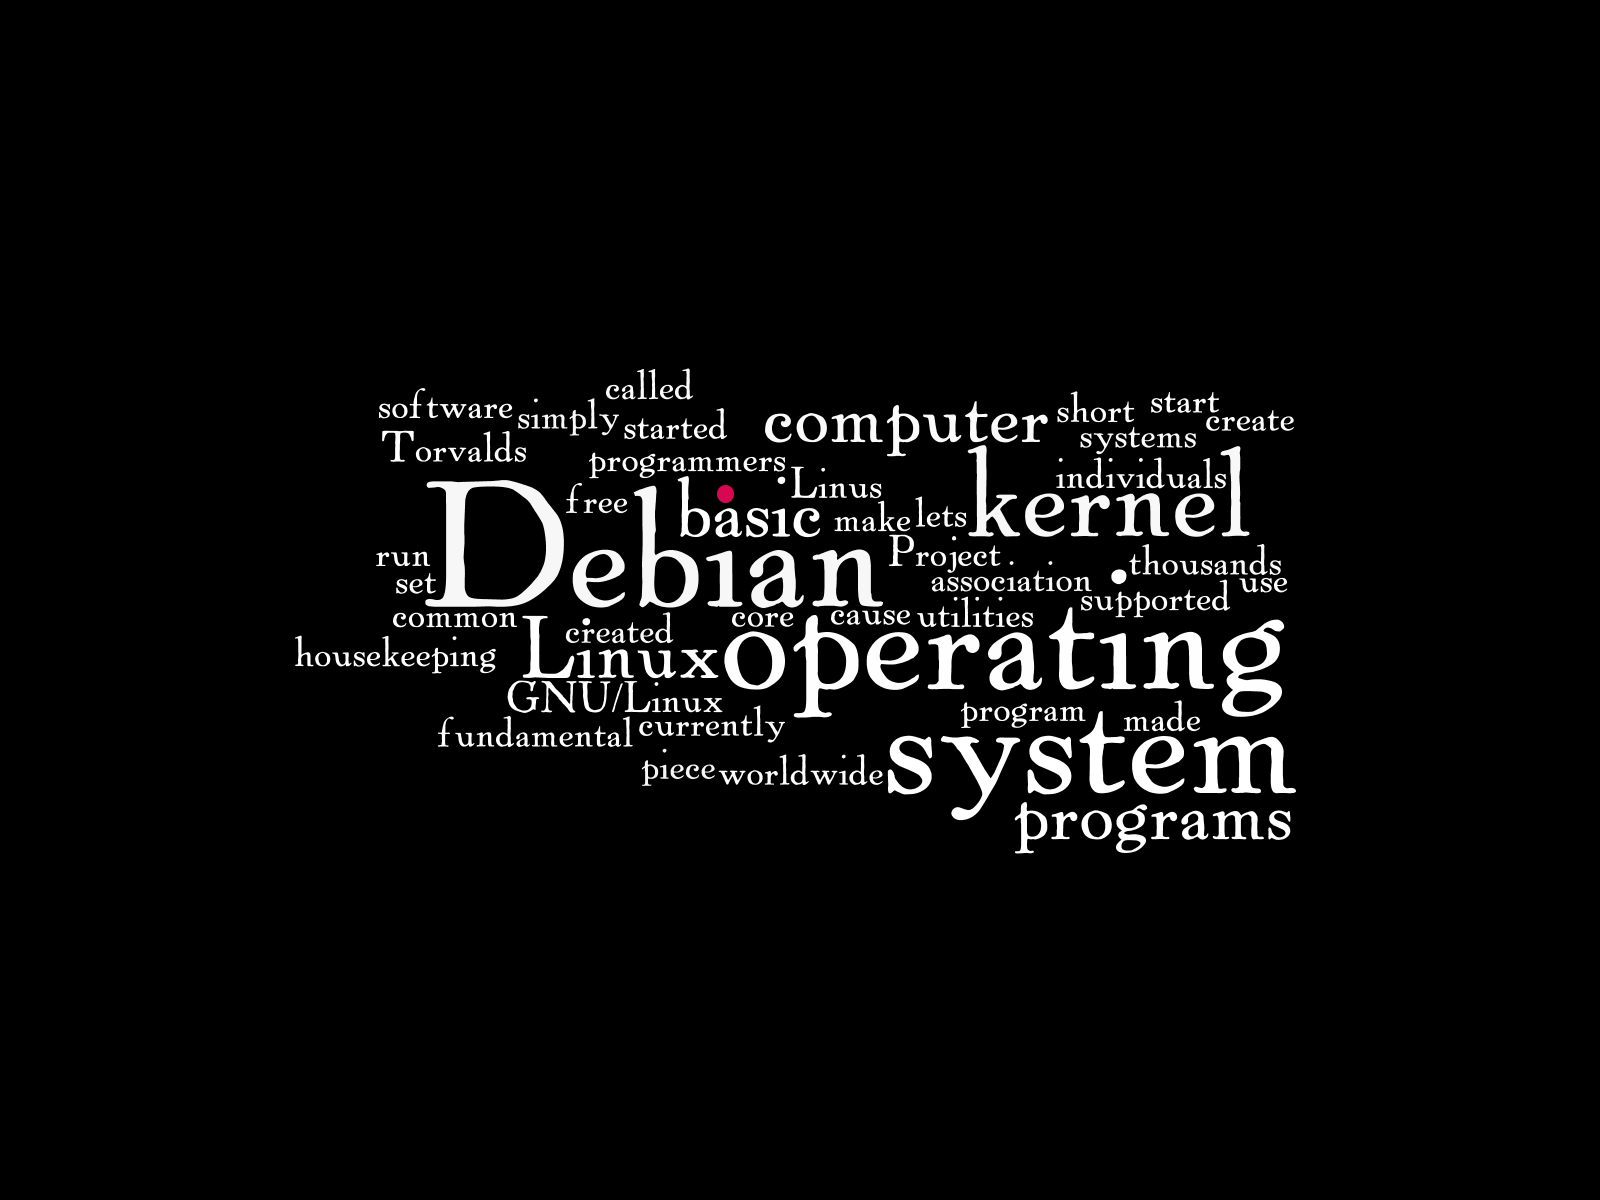 called
software simply started computer short start create
Torvalds programmers systems
free basic Linus individuals
Debian make lets kernel
run Project thousands
set association supported use
common core cause utilities
housekeeping created Linux operating
GNU/Linux
fundamental currently program made
piece worldwide system
programs